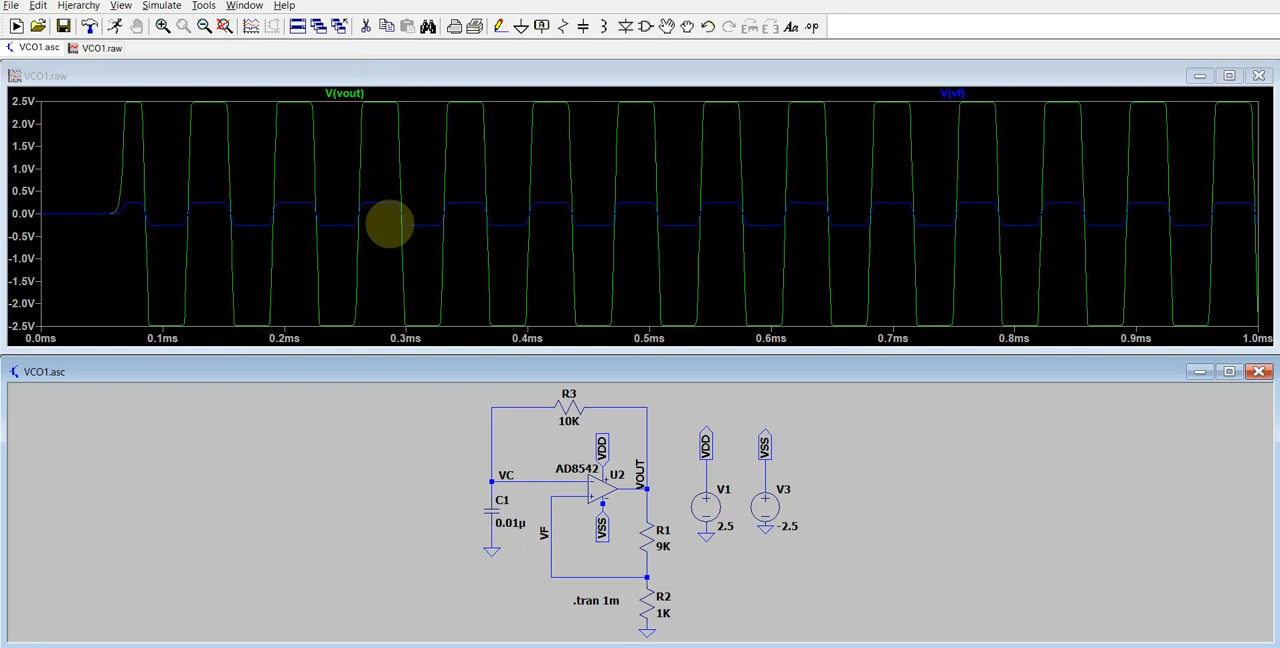 File Edit Hierarchy View Simulate Tools Window Help
VCO1.asc VCO1.raw
VCO1.raw
V(vout) V(vf)
2.5V
2.0V
1.5V
1.0V
0.5V
0.0V
-0.5V
-1.0V
-1.5V
-2.0V
-2.5V
0.0ms 0.1ms 0.2ms 0.3ms 0.4ms 0.5ms 0.6ms 0.7ms 0.8ms 0.9ms 1.0ms
VCO1.asc
R3
10K
VDD
VDD
VSS
AD8542
U2
VOUT
VC
C1
0.01µ
VF
VSS
V1
2.5
V3
-2.5
R1
9K
.tran 1m
R2
1K